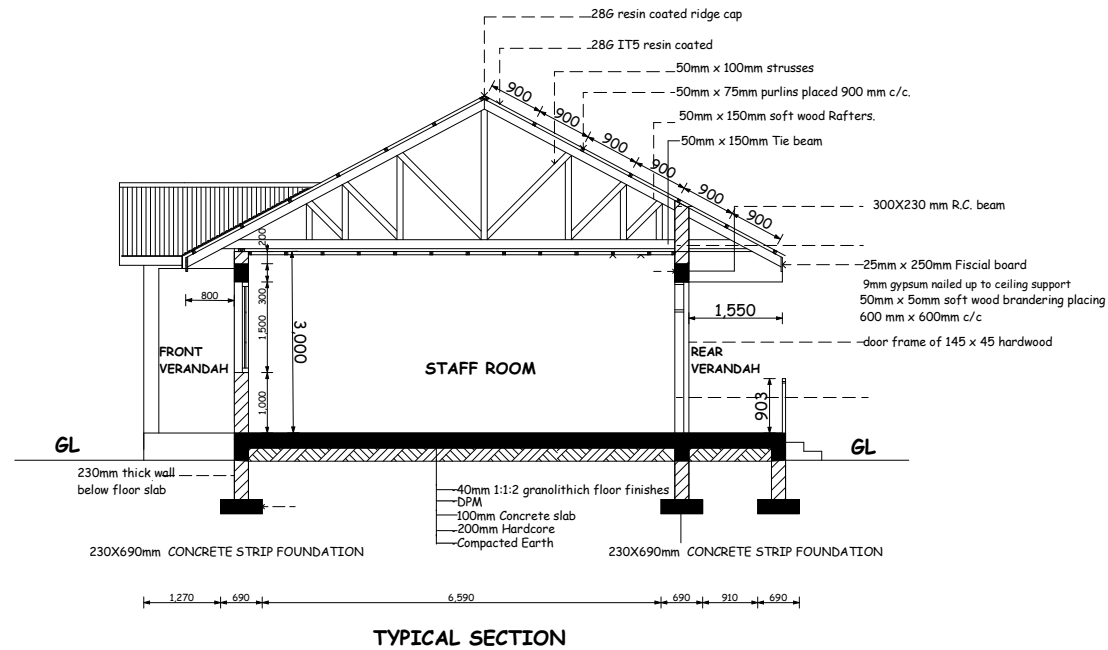 28G resin coated ridge cap
28G IT5 resin coated
50mm x 100mm strusses
50mm x 75mm purlins placed 900 mm c/c.
50mm x 150mm soft wood Rafters.
50mm x 150mm Tie beam
900
900
900
900
900
900
300X230 mm R.C. beam
25mm x 250mm Fiscial board
9mm gypsum nailed up to ceiling support
50mm x 50mm soft wood brandering placing
600 mm x 600mm c/c
door frame of 145 x 45 hardwood
200
800
300
1,500
3,000
1,000
1,550
903
FRONT
VERANDAH
STAFF ROOM
REAR
VERANDAH
GL
GL
230mm thick wall
below floor slab
40mm 1:1:2 granolithich floor finishes
DPM
100mm Concrete slab
200mm Hardcore
Compacted Earth
230X690mm CONCRETE STRIP FOUNDATION
230X690mm CONCRETE STRIP FOUNDATION
1,270
690
6,590
690
910
690
TYPICAL SECTION